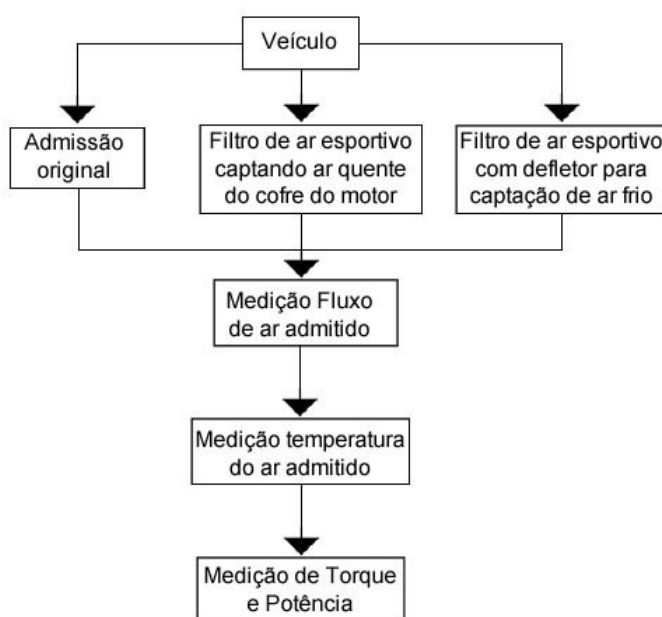 Veículo
Admissão
original
Filtro de ar esportivo
captando ar quente
do cofre do motor
Filtro de ar esportivo
com defletor para
captação de ar frio
Medição Fluxo
de ar admitido
Medição temperatura
do ar admitido
Medição de Torque
e Potência